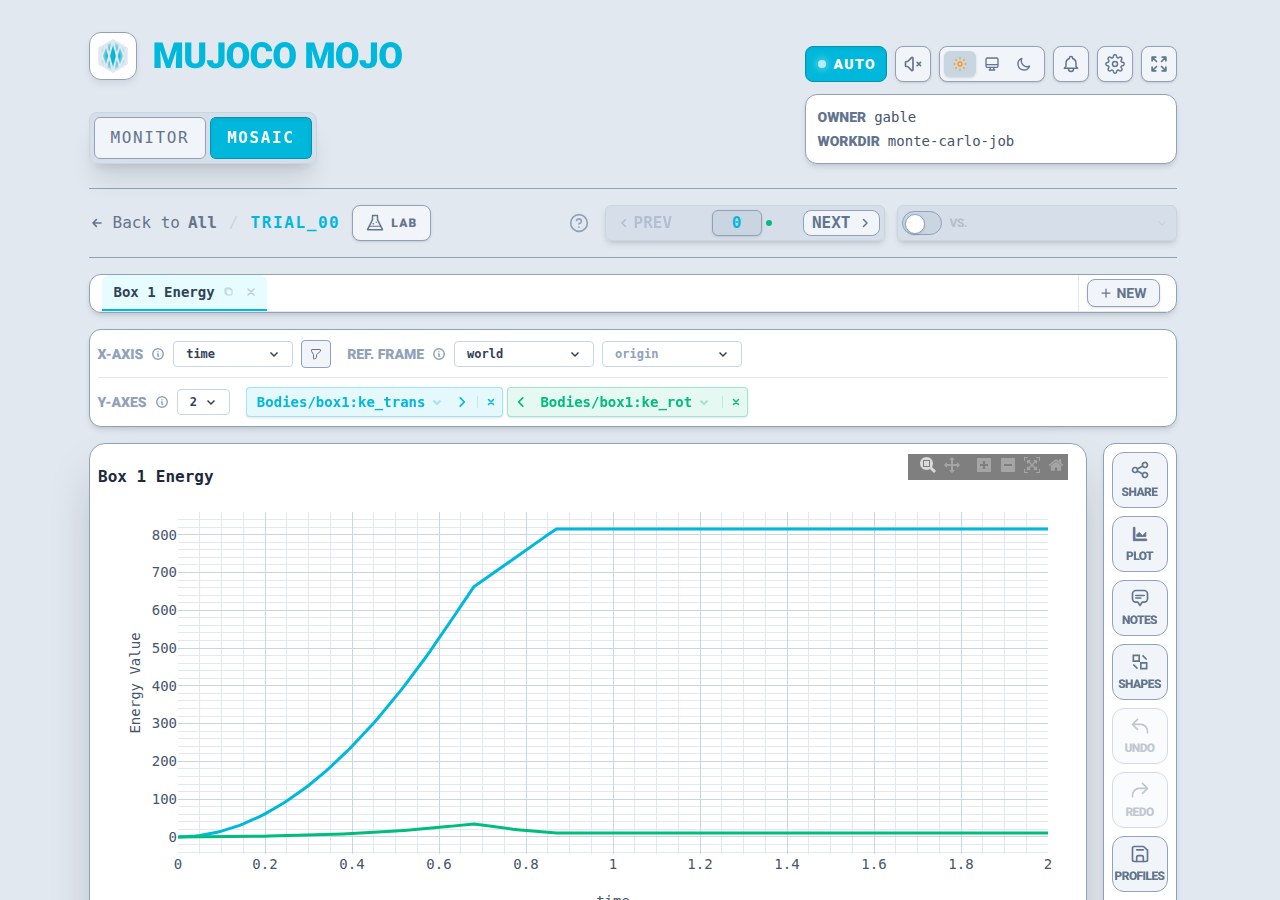 MUJOCO MOJO
AUTO
OWNER gable
WORKDIR monte-carlo-job
MONITOR MOSAIC
Back to All / TRIAL_00 LAB
PREV 0 NEXT VS.
Box 1 Energy
+ NEW
X-AXIS time REF. FRAME world origin
Y-AXES 2 Bodies/box1:ke_trans Bodies/box1:ke_rot
Box 1 Energy
SHARE
PLOT
NOTES
SHAPES
UNDO
REDO
PROFILES
Energy Value
800
700
600
500
400
300
200
100
0
0 0.2 0.4 0.6 0.8 1 1.2 1.4 1.6 1.8 2
time